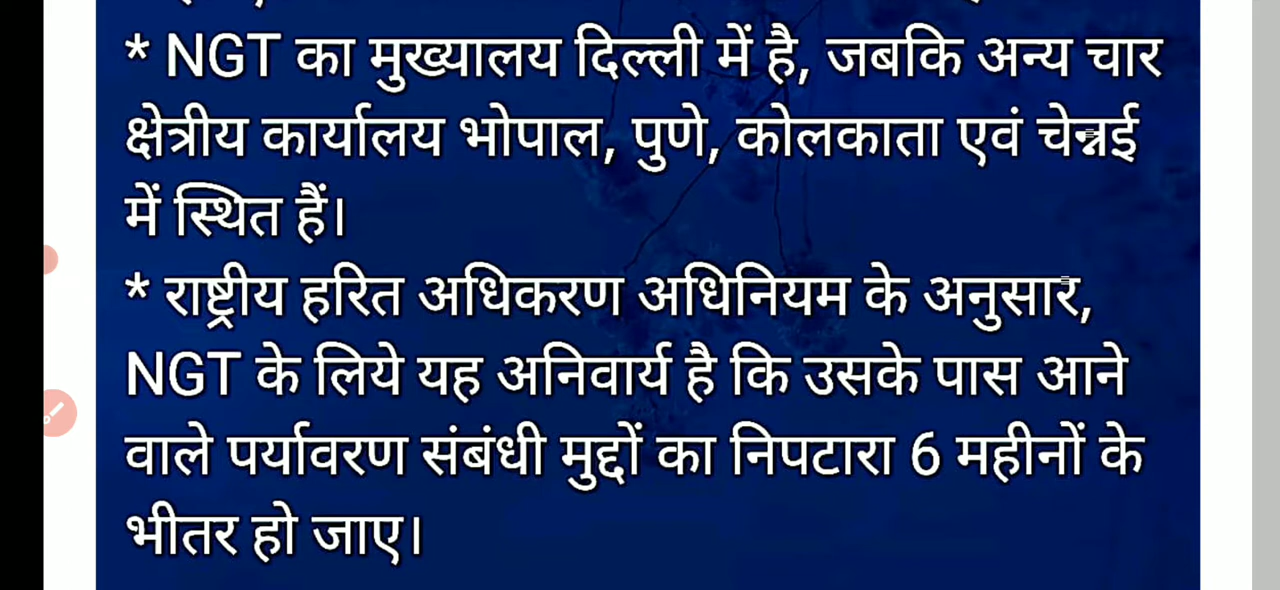 * NGT का मुख्यालय दिल्ली में है, जबकि अन्य चार
क्षेत्रीय कार्यालय भोपाल, पुणे, कोलकाता एवं चेन्नई
में स्थित हैं।
* राष्ट्रीय हरित अधिकरण अधिनियम के अनुसार,
NGT के लिये यह अनिवार्य है कि उसके पास आने
वाले पर्यावरण संबंधी मुद्दों का निपटारा 6 महीनों के
भीतर हो जाए।